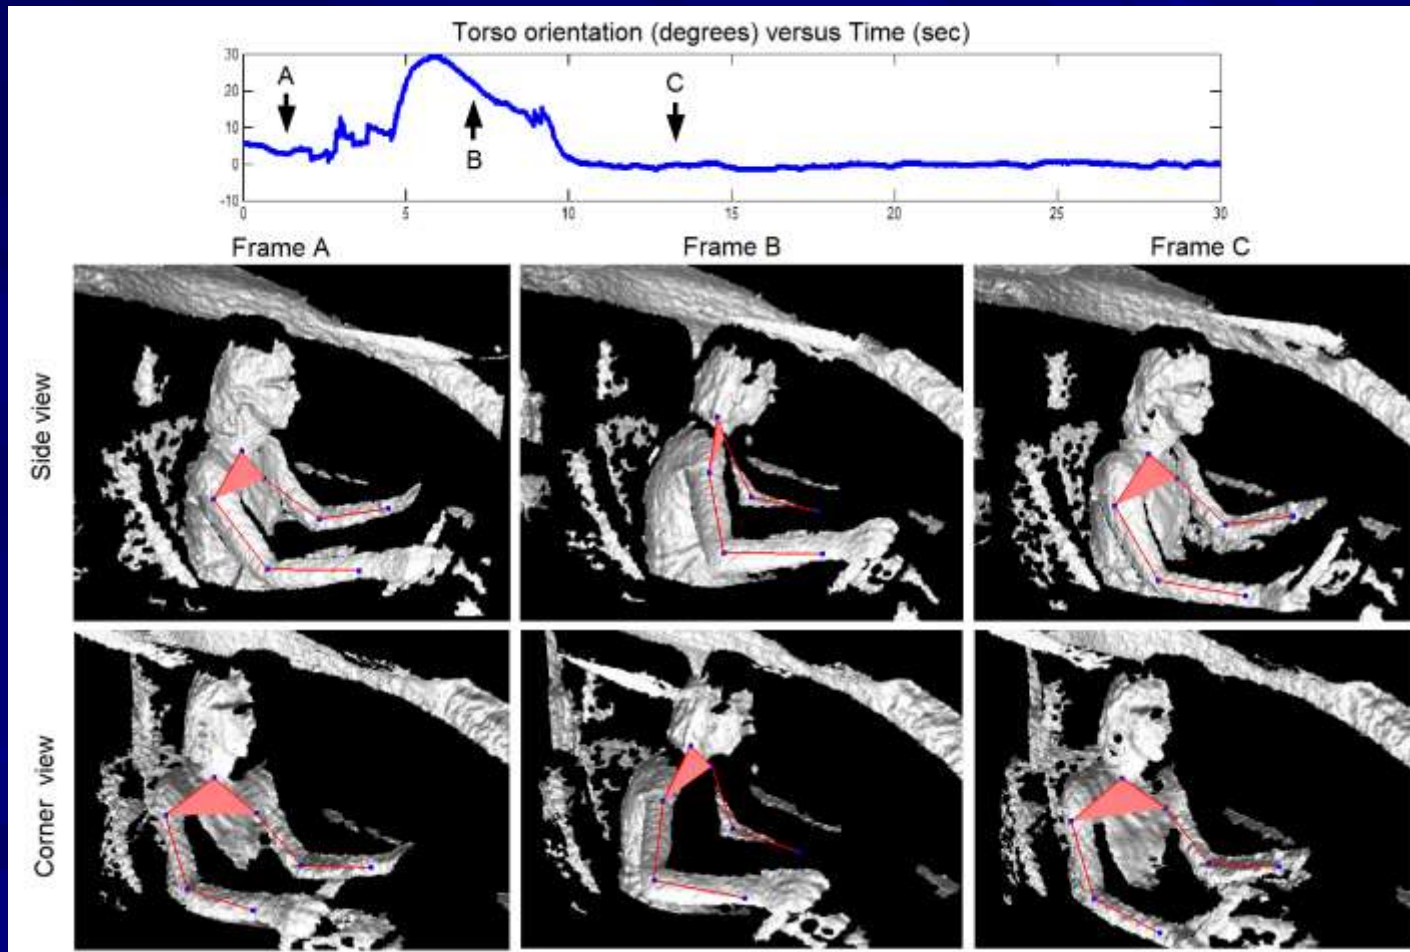 Torso orientation (degrees) versus Time (sec)
30
20
10
0
-10
A
B
C
0 5 10 15 20 25 30
Frame A Frame B Frame C
Side view
Corner view